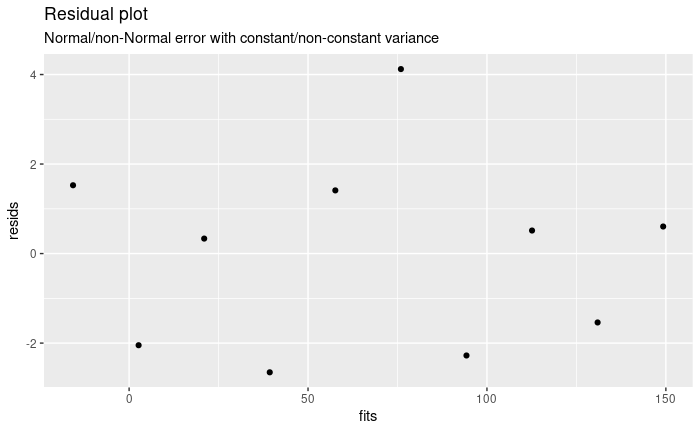 Residual plot
Normal/non-Normal error with constant/non-constant variance
4
2
0
-2
resids
0 50 100 150
fits